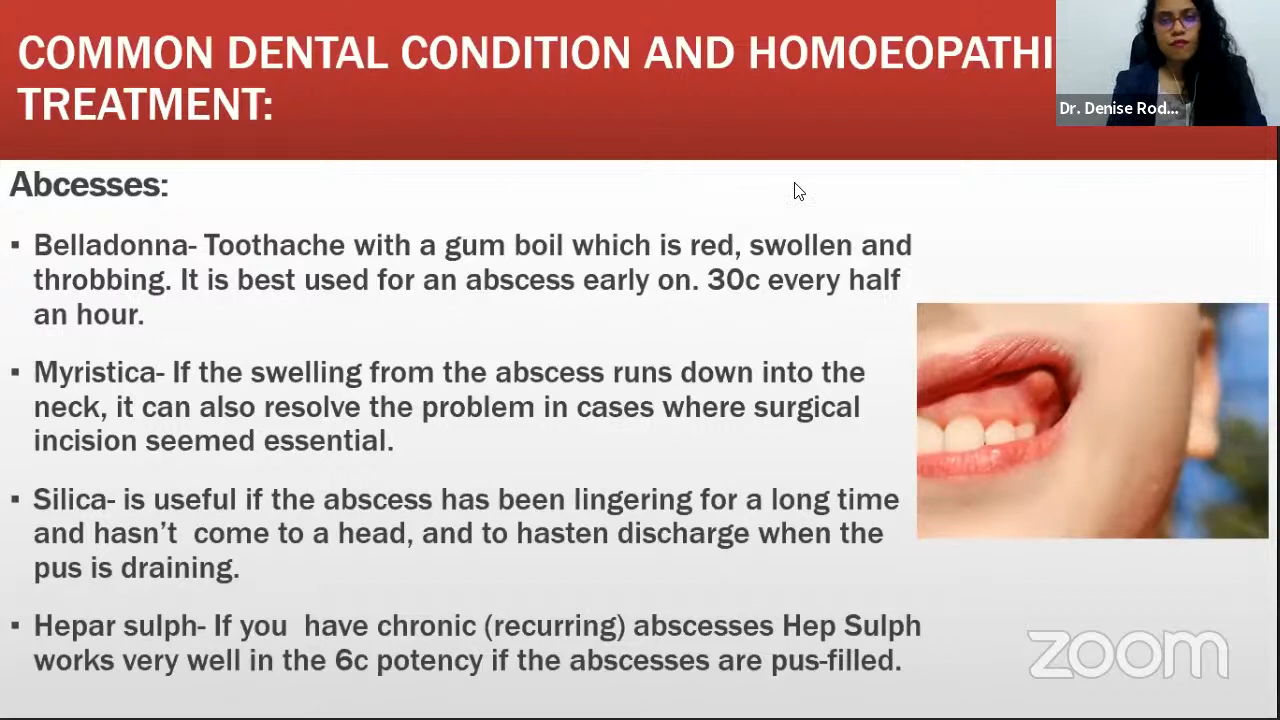 COMMON DENTAL CONDITION AND HOMOEOPATHI
TREATMENT:
Dr. Denise Rod...
Abcesses:
▪ Belladonna- Toothache with a gum boil which is red, swollen and
throbbing. It is best used for an abscess early on. 30c every half
an hour.
▪ Myristica- If the swelling from the abscess runs down into the
neck, it can also resolve the problem in cases where surgical
incision seemed essential.
▪ Silica- is useful if the abscess has been lingering for a long time
and hasn't  come to a head, and to hasten discharge when the
pus is draining.
▪ Hepar sulph- If you  have chronic (recurring) abscesses Hep Sulph
works very well in the 6c potency if the abscesses are pus-filled.
zoom